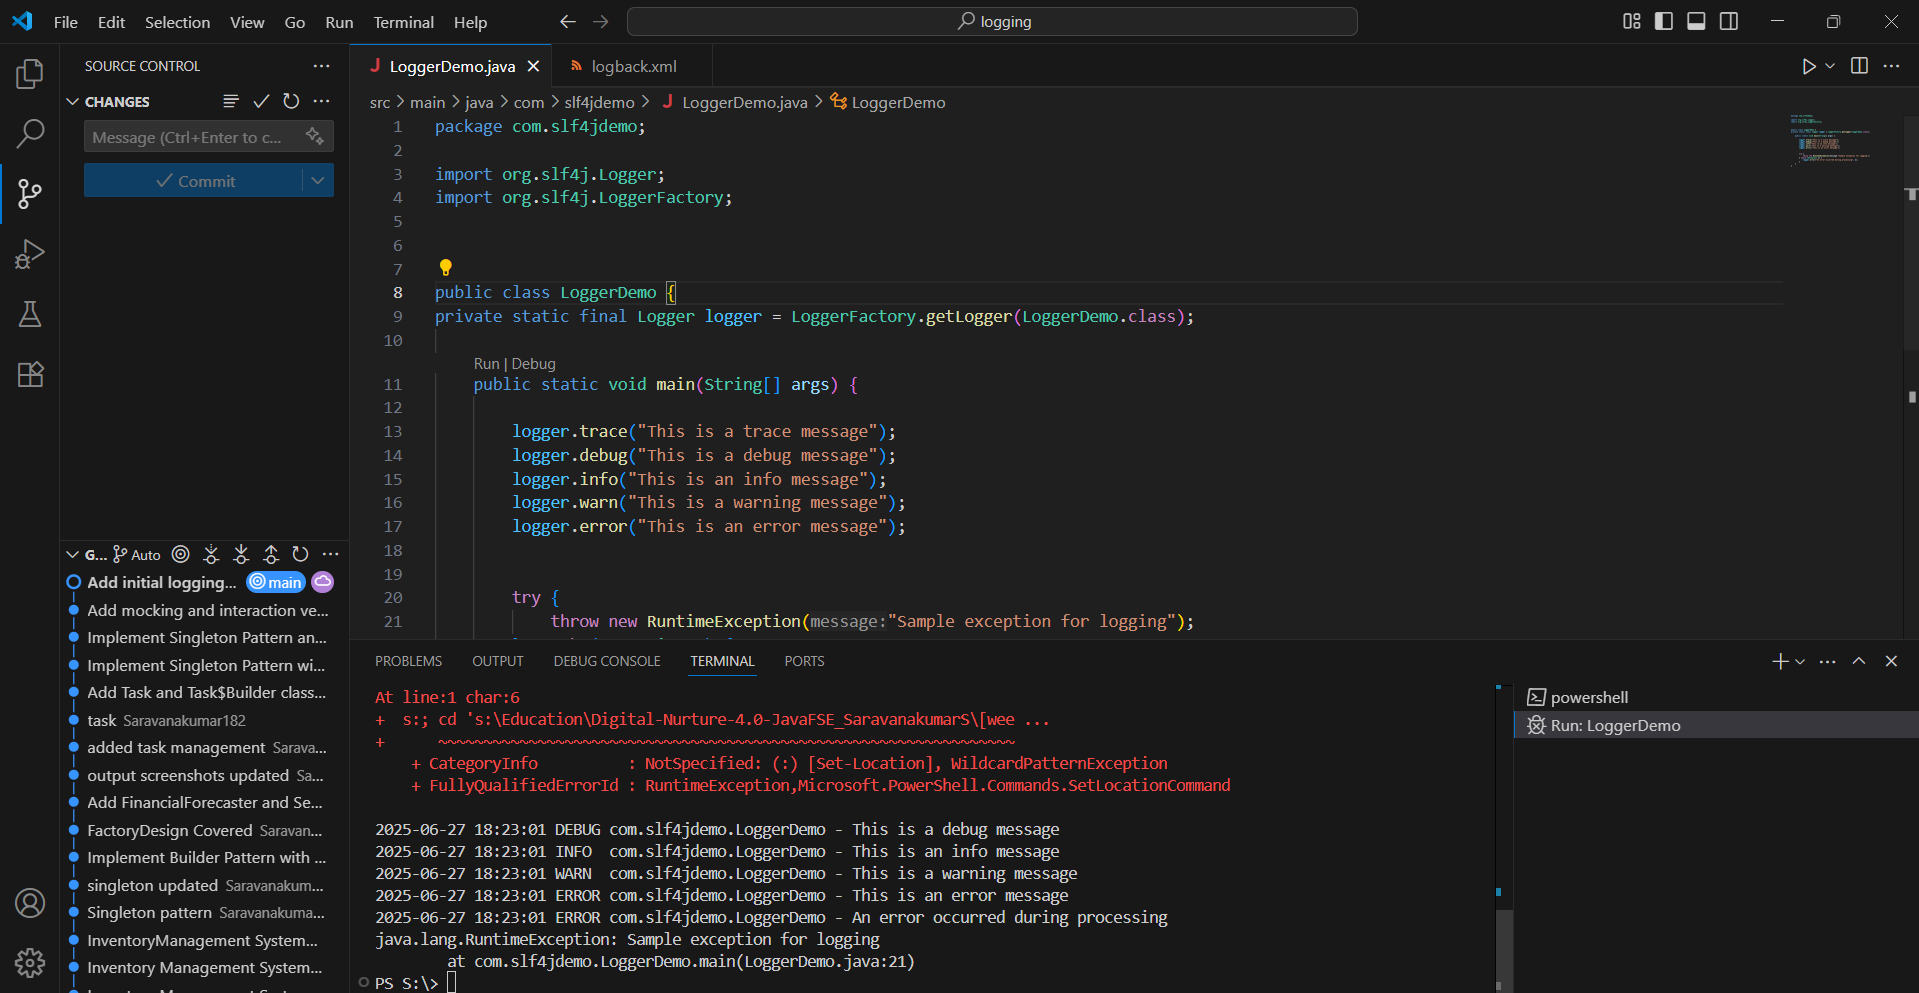 File Edit Selection View Go Run Terminal Help
logging
SOURCE CONTROL
CHANGES
Message (Ctrl+Enter to c...
Commit
G... Auto
Add initial logging... main
Add mocking and interaction ve...
Implement Singleton Pattern an...
Implement Singleton Pattern wi...
Add Task and Task$Builder class...
task Saravanakumar182
added task management Sarava...
output screenshots updated Sa...
Add FinancialForecaster and Se...
FactoryDesign Covered Saravan...
Implement Builder Pattern with ...
singleton updated Saravanakum...
Singleton pattern Saravanakuma...
InventoryManagement System...
Inventory Management System...
LoggerDemo.java logback.xml
src > main > java > com > slf4jdemo > LoggerDemo.java > LoggerDemo
1 package com.slf4jdemo;
2
3 import org.slf4j.Logger;
4 import org.slf4j.LoggerFactory;
5
6
7
8 public class LoggerDemo {
9 private static final Logger logger = LoggerFactory.getLogger(LoggerDemo.class);
10
Run | Debug
11 public static void main(String[] args) {
12
13 logger.trace("This is a trace message");
14 logger.debug("This is a debug message");
15 logger.info("This is an info message");
16 logger.warn("This is a warning message");
17 logger.error("This is an error message");
18
19
20 try {
21 throw new RuntimeException(message:"Sample exception for logging");
PROBLEMS OUTPUT DEBUG CONSOLE TERMINAL PORTS
At line:1 char:6
+ s:; cd 's:\Education\Digital-Nurture-4.0-JavaFSE_SaravanakumarS\[wee ...
+ ~~~~~~~~~~~~~~~~~~~~~~~~~~~~~~~~~~~~~~~~~~~~~~~~~~~~~~~~~~~~~~~~
+ CategoryInfo : NotSpecified: (:) [Set-Location], WildcardPatternException
+ FullyQualifiedErrorId : RuntimeException,Microsoft.PowerShell.Commands.SetLocationCommand
2025-06-27 18:23:01 DEBUG com.slf4jdemo.LoggerDemo - This is a debug message
2025-06-27 18:23:01 INFO com.slf4jdemo.LoggerDemo - This is an info message
2025-06-27 18:23:01 WARN com.slf4jdemo.LoggerDemo - This is a warning message
2025-06-27 18:23:01 ERROR com.slf4jdemo.LoggerDemo - This is an error message
2025-06-27 18:23:01 ERROR com.slf4jdemo.LoggerDemo - An error occurred during processing
java.lang.RuntimeException: Sample exception for logging
at com.slf4jdemo.LoggerDemo.main(LoggerDemo.java:21)
PS S:\>
powershell
Run: LoggerDemo